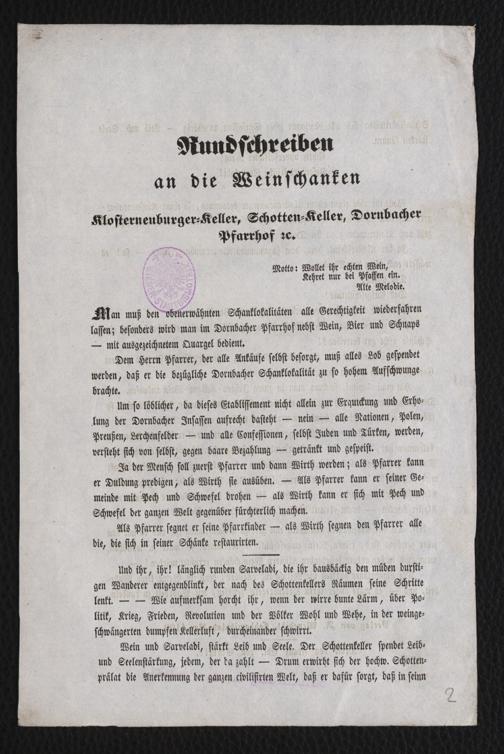 Rundschreiben
an die Weinschanken
Klosterneuburger-Keller, Schotten-Keller, Dornbacher
Pfarrhof ꝛc.
Motto: Wollet ihr echten Wein,
Kehret nur bei Pfaffen ein.
Alte Melodie.
Man muß den obenerwähnten Schanklokalitäten alle Gerechtigkeit wiederfahren
lassen; besonders wird man im Dornbacher Pfarrhof nebst Wein, Bier und Schnaps
— mit ausgezeichnetem Quargel bedient.
Dem Herrn Pfarrer, der alle Ankäufe selbst besorgt, muß alles Lob gespendet
werden, daß er die bezügliche Dornbacher Schanklokalität zu so hohem Aufschwunge
brachte.
Um so löblicher, da dieses Etablissement nicht allein zur Erquickung und Erho-
lung der Dornbacher Insassen aufrecht dasteht — nein — alle Nationen, Polen,
Preußen, Lerchenfelder — und alle Confessionen, selbst Juden und Türken, werden,
versteht sich von selbst, gegen baare Bezahlung — getränkt und gespeist.
Ja der Mensch soll zuerst Pfarrer und dann Wirth werden; als Pfarrer kann
er Duldung predigen, als Wirth sie ausüben. — Als Pfarrer kann er seiner Ge-
meinde mit Pech und Schwefel drohen — als Wirth kann er sich mit Pech und
Schwefel der ganzen Welt gegenüber fürchterlich machen.
Als Pfarrer segnet er seine Pfarrkinder — als Wirth segnen den Pfarrer alle
die, die sich in seiner Schänke restaurirten.
Und ihr, ihr! länglich runden Sarveladi, die ihr hausbäckig den müden dursti-
gen Wanderer entgegenblinkt, der nach des Schottenkellers Räumen seine Schritte
lenkt. — — Wie aufmerksam horcht ihr, wenn der wirre bunte Lärm, über Po-
litik, Krieg, Frieden, Revolution und der Völker Wohl und Wehe, in der weinge-
schwängerten dumpfen Kellerluft, durcheinander schwirrt.
Wein und Sarveladi, stärkt Leib und Seele. Der Schottenkeller spendet Leib-
und Seelenstärkung, jedem, der da zahlt — Drum erwirbt sich der hochw. Schotten-
prälat die Anerkennung der ganzen civilisirten Welt, daß er dafür sorgt, daß in seinn
2